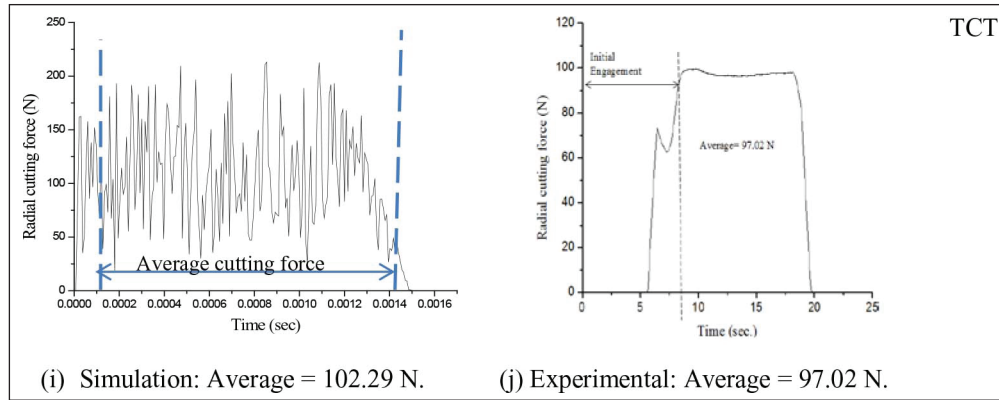 TCT
250
200
150
100
50
0
Radial cutting force (N)
Average cutting force
0.0000 0.0002 0.0004 0.0006 0.0008 0.0010 0.0012 0.0014 0.0016
Time (sec)
120
100
80
60
40
20
0
Radial cutting force (N)
Initial
Engagement
Average= 97.02 N
0 5 10 15 20 25
Time (sec.)
(i) Simulation: Average = 102.29 N.
(j) Experimental: Average = 97.02 N.